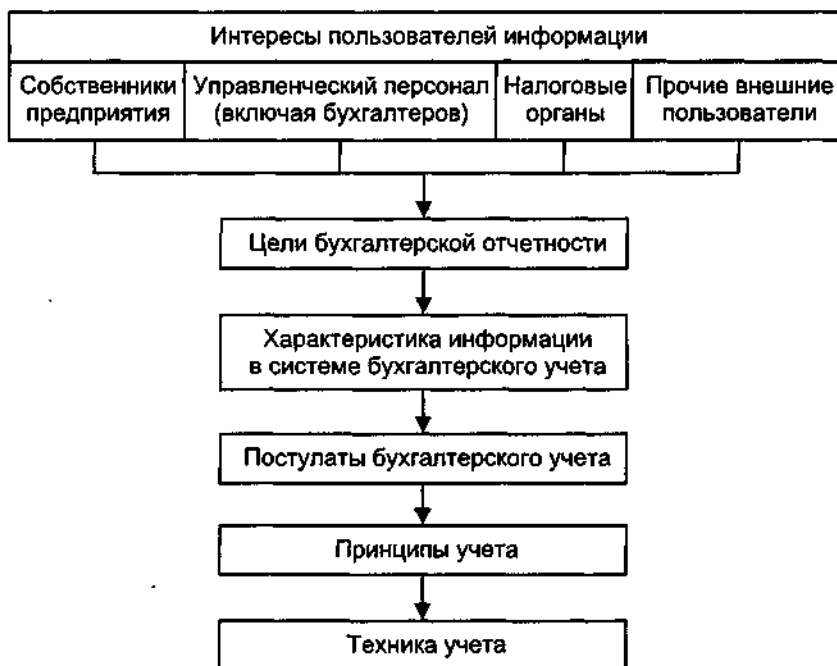 Интересы пользователей информации
Собственники
предприятия
Управленческий персонал
(включая бухгалтеров)
Налоговые
органы
Прочие внешние
пользователи
Цели бухгалтерской отчетности
Характеристика информации
в системе бухгалтерского учета
Постулаты бухгалтерского учета
Принципы учета
Техника учета